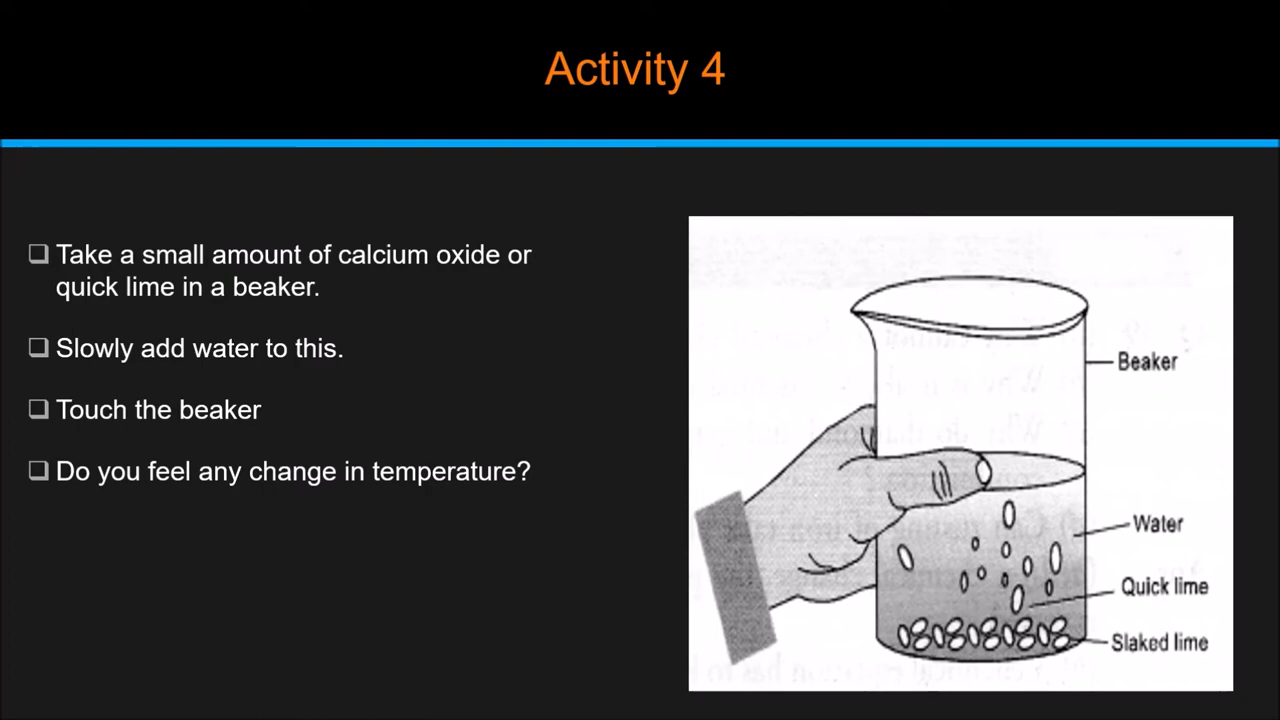 Activity 4
Take a small amount of calcium oxide or
quick lime in a beaker.
Slowly add water to this.
Touch the beaker
Do you feel any change in temperature?
Beaker
Water
Quick lime
Slaked lime